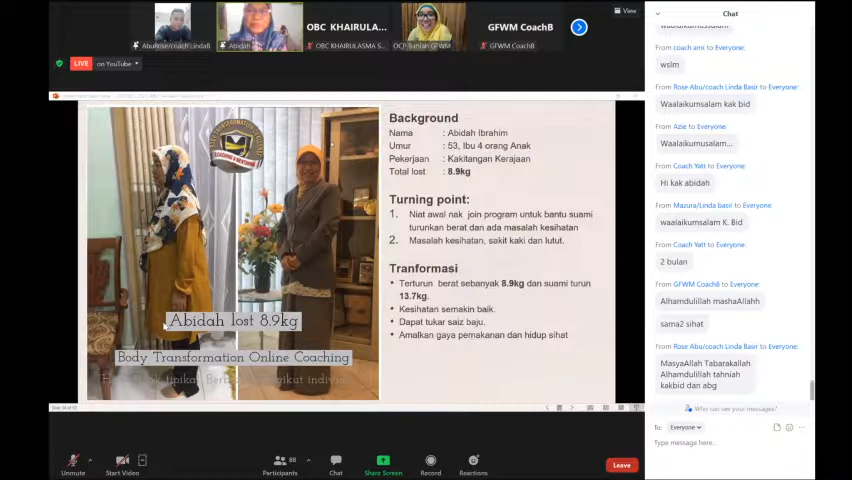 OBC KHAIRULA...
GFWM CoachB
View
AbuRose/coach LindaB
Abidah
OBC KHAIRULASMA S...
OCP Bahiah GFWM
GFWM CoachB
LIVE on YouTube
Background
Nama : Abidah Ibrahim
Umur : 53, Ibu 4 orang Anak
Pekerjaan : Kakitangan Kerajaan
Total lost : 8.9kg
Turning point:
1. Niat awal nak join program untuk bantu suami
turunkan berat dan ada masalah kesihatan
2. Masalah kesihatan, sakit kaki dan lutut.
Tranformasi
• Terturun berat sebanyak 8.9kg dan suami turun
13.7kg.
• Kesihatan semakin baik.
• Dapat tukar saiz baju.
• Amalkan gaya pemakanan dan hidup sihat
COACHING & MENTORING
Abidah lost 8.9kg
Body Transformation Online Coaching
Unmute
Start Video
Participants
88
Chat
Share Screen
Record
Reactions
Leave
Chat
From coach ami to Everyone:
wslm
From Rose Abu/coach Linda Basir to Everyone:
Waalaikumsalam kak bid
From Azie to Everyone:
Waalaikumusalam...
From Coach Yatt to Everyone:
Hi kak abidah
From Mazura/Linda basir to Everyone:
waalaikumsalam K. Bid
From Coach Yatt to Everyone:
2 bulan
From GFWM CoachB to Everyone:
Alhamdulillah mashaAllahh
sama2 sihat
From Rose Abu/coach Linda Basir to Everyone:
MasyaAllah Tabarakallah
Alhamdulillah tahniah
kakbid dan abg
Who can see your messages?
To: Everyone
Type message here...